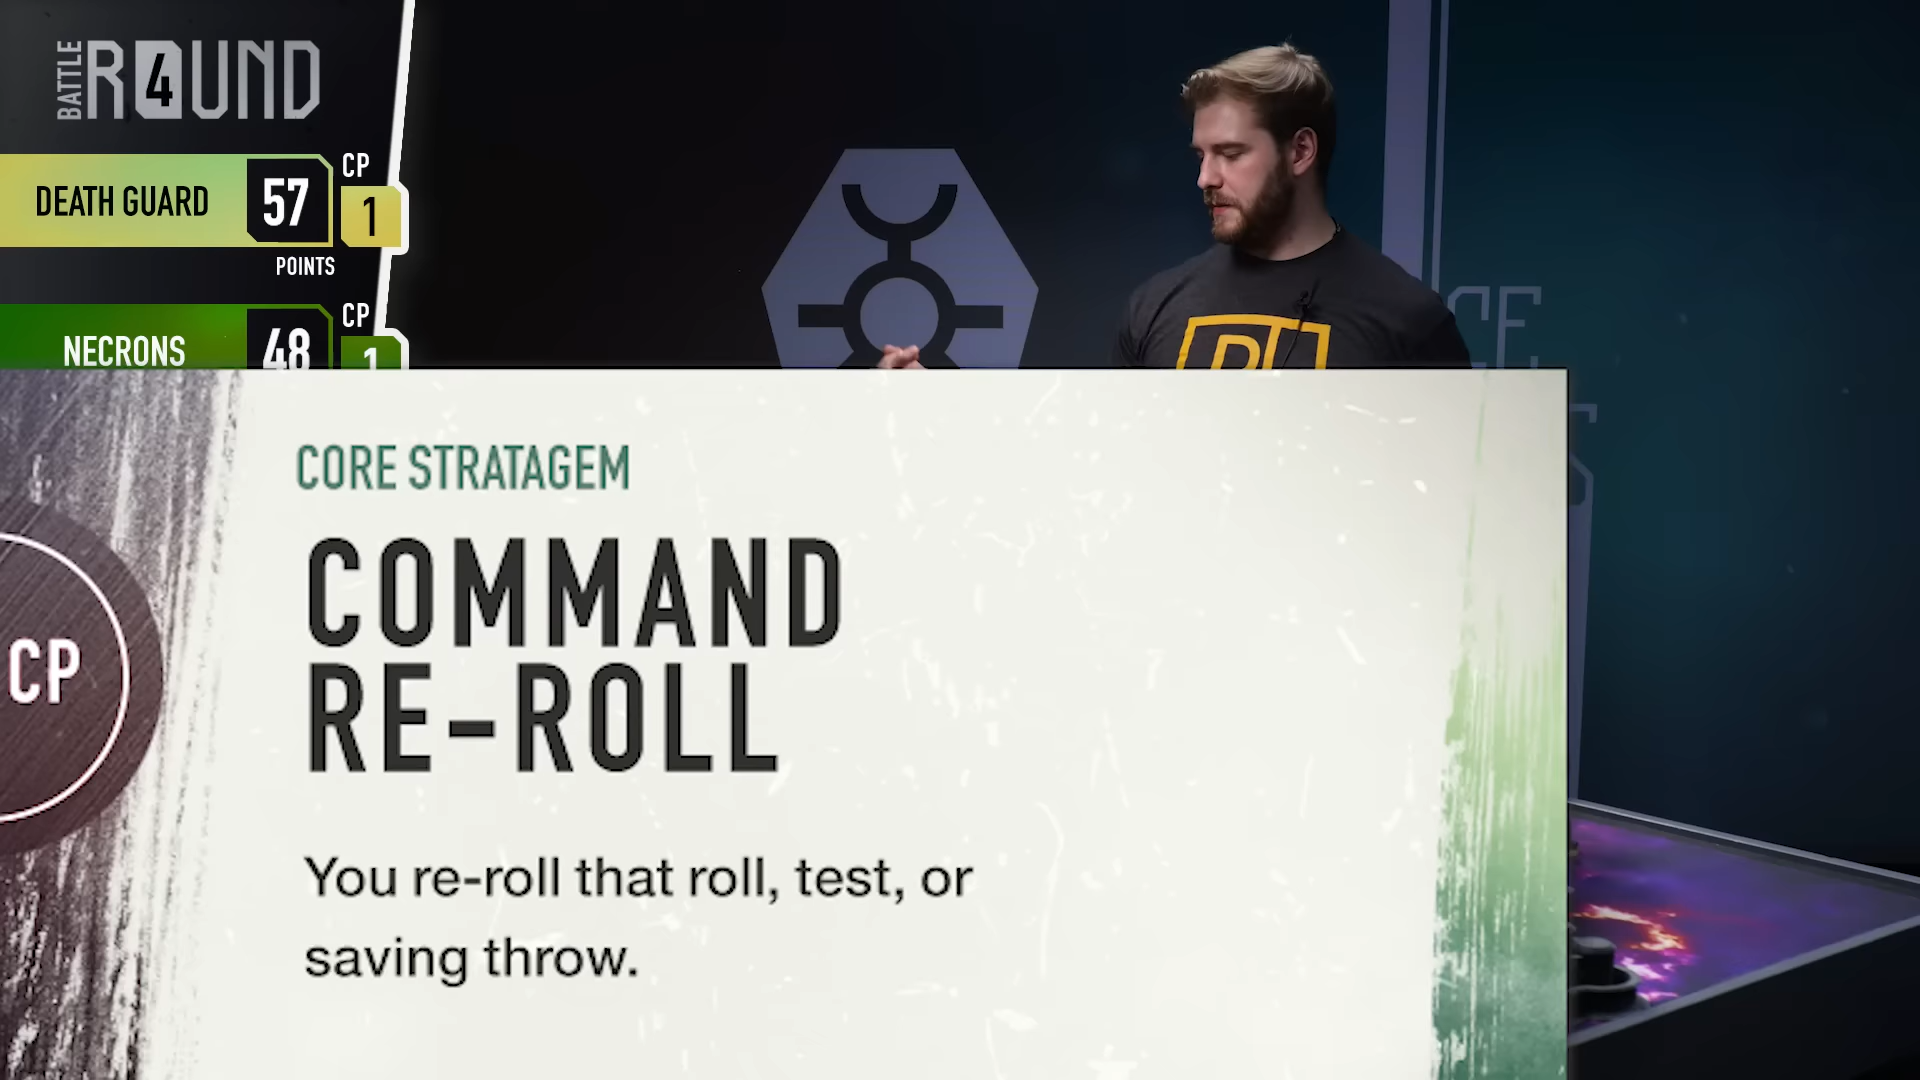 BATTLE
R4UND
DEATH GUARD 57 CP 1
POINTS
NECRONS 48 CP 1
CORE STRATAGEM
COMMAND
RE-ROLL
CP
You re-roll that roll, test, or
saving throw.